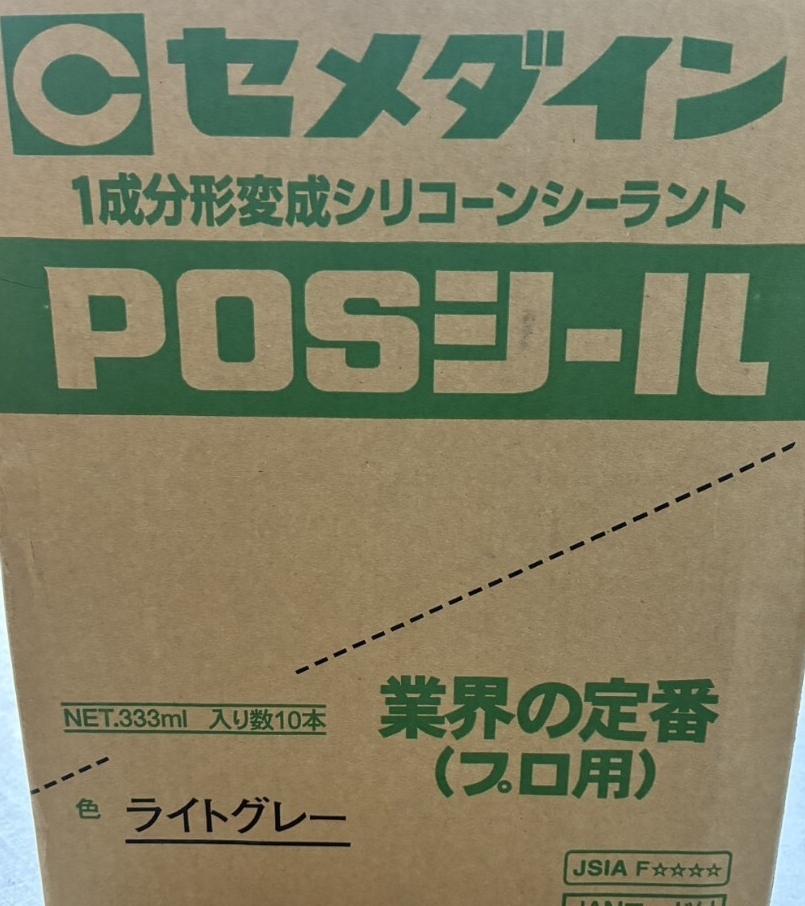 セメダイン
1成分形変成シリコーンシーラント
POSシール
NET.333ml 入り数10本
業界の定番
(プロ用)
色 ライトグレー
JSIA F☆☆☆☆